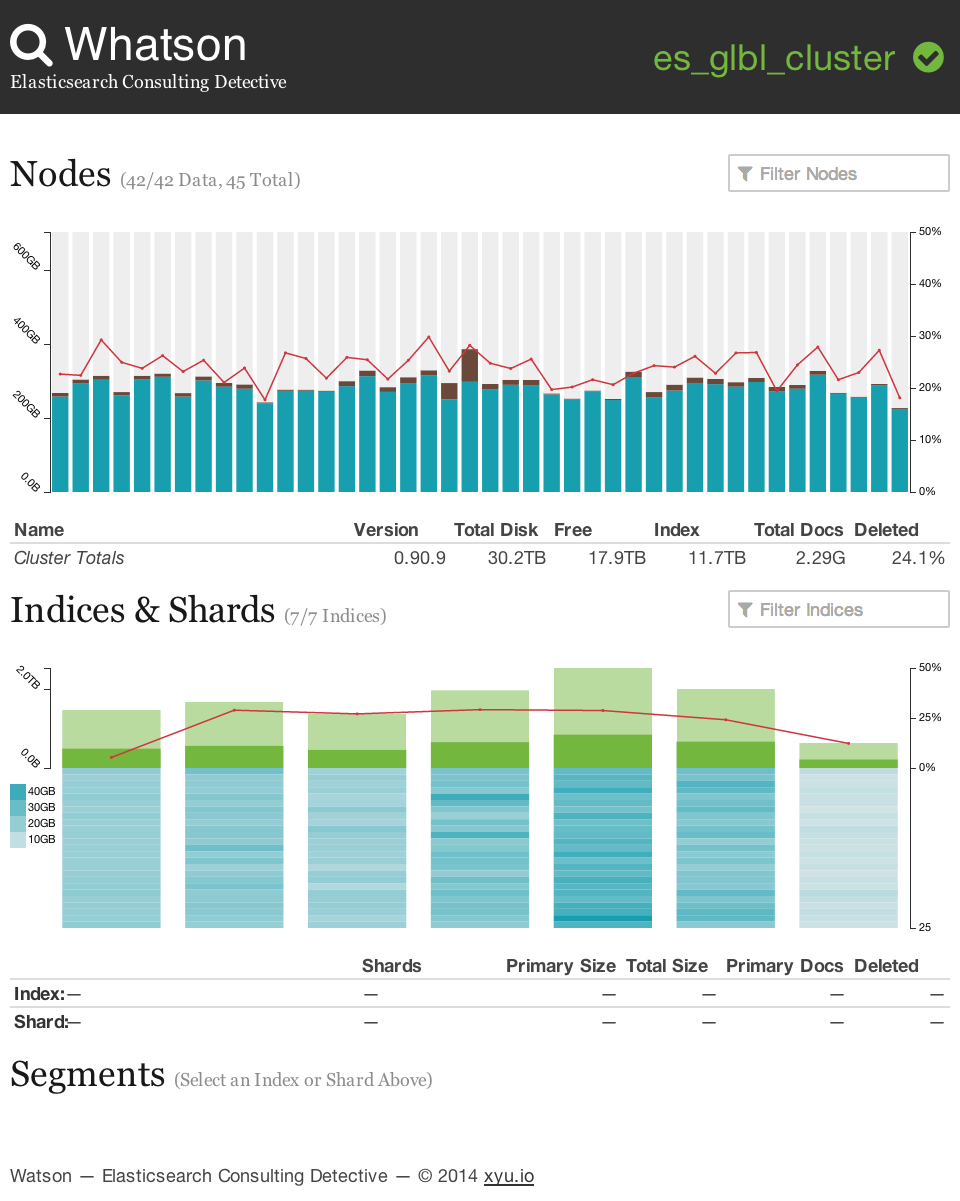 Whatson
Elasticsearch Consulting Detective
es_glbl_cluster
Nodes (42/42 Data, 45 Total)
Filter Nodes
600GB
400GB
200GB
0.0B
50%
40%
30%
20%
10%
0%
Name Version Total Disk Free Index Total Docs Deleted
Cluster Totals 0.90.9 30.2TB 17.9TB 11.7TB 2.29G 24.1%
Indices & Shards (7/7 Indices)
Filter Indices
2.0TB
0.0B
50%
25%
0%
25
40GB
30GB
20GB
10GB
Shards Primary Size Total Size Primary Docs Deleted
Index: — — — — — —
Shard: — — — — — —
Segments (Select an Index or Shard Above)
Watson — Elasticsearch Consulting Detective — © 2014 xyu.io